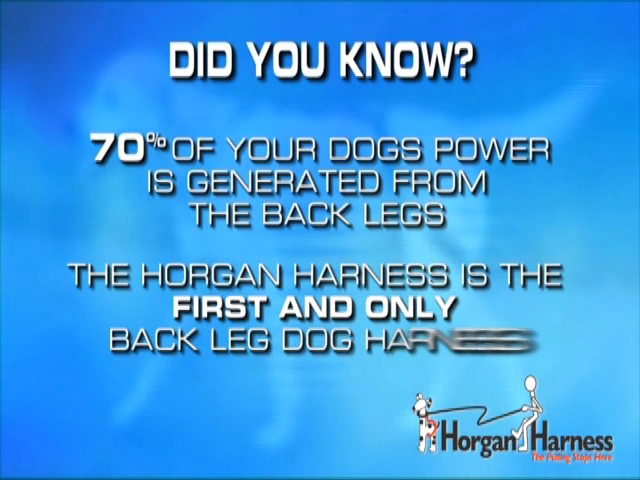 DID YOU KNOW?
70% OF YOUR DOGS POWER
IS GENERATED FROM
THE BACK LEGS
THE HORGAN HARNESS IS THE
FIRST AND ONLY
BACK LEG DOG HARNESS
Horgan Harness
The Pulling Stops Here